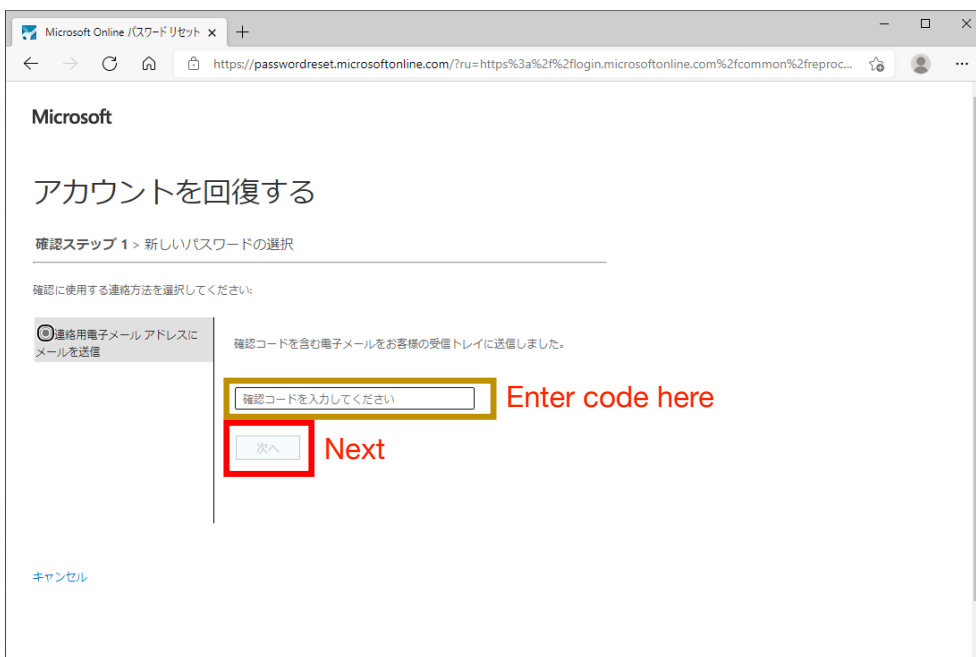 Microsoft Online パスワード リセット
https://passwordreset.microsoftonline.com/?ru=https%3a%2f%2flogin.microsoftonline.com%2fcommon%2freproc...
Microsoft
アカウントを回復する
確認ステップ 1 > 新しいパスワードの選択
確認に使用する連絡方法を選択してください:
連絡用電子メール アドレスに
メールを送信
確認コードを含む電子メールをお客様の受信トレイに送信しました。
確認コードを入力してください
Enter code here
次へ
Next
キャンセル